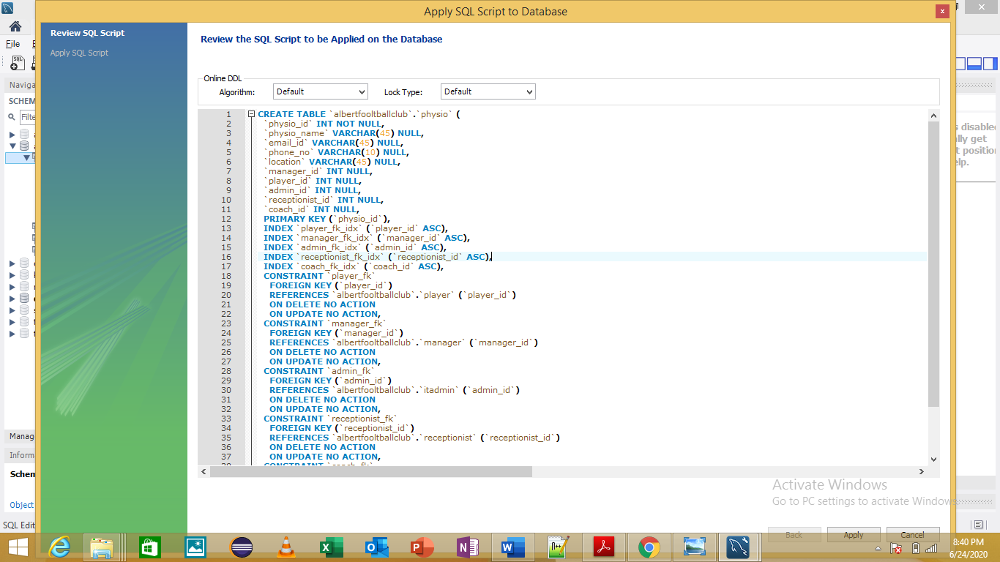 Apply SQL Script to Database
x
File
Review SQL Script
Apply SQL Script
Review the SQL Script to be Applied on the Database
Online DDL
Algorithm: Default Lock Type: Default
Naviga
SCHEM
Filte
1 CREATE TABLE `albertfooltballclub`.`physio` (
2 `physio_id` INT NOT NULL,
3 `physio_name` VARCHAR(45) NULL,
4 `email_id` VARCHAR(45) NULL,
5 `phone_no` VARCHAR(10) NULL,
6 `location` VARCHAR(45) NULL,
7 `manager_id` INT NULL,
8 `player_id` INT NULL,
9 `admin_id` INT NULL,
10 `receptionist_id` INT NULL,
11 `coach_id` INT NULL,
12 PRIMARY KEY (`physio_id`),
13 INDEX `player_fk_idx` (`player_id` ASC),
14 INDEX `manager_fk_idx` (`manager_id` ASC),
15 INDEX `admin_fk_idx` (`admin_id` ASC),
16 INDEX `receptionist_fk_idx` (`receptionist_id` ASC),
17 INDEX `coach_fk_idx` (`coach_id` ASC),
18 CONSTRAINT `player_fk`
19 FOREIGN KEY (`player_id`)
20 REFERENCES `albertfooltballclub`.`player` (`player_id`)
21 ON DELETE NO ACTION
22 ON UPDATE NO ACTION,
23 CONSTRAINT `manager_fk`
24 FOREIGN KEY (`manager_id`)
25 REFERENCES `albertfooltballclub`.`manager` (`manager_id`)
26 ON DELETE NO ACTION
27 ON UPDATE NO ACTION,
28 CONSTRAINT `admin_fk`
29 FOREIGN KEY (`admin_id`)
30 REFERENCES `albertfooltballclub`.`itadmin` (`admin_id`)
31 ON DELETE NO ACTION
32 ON UPDATE NO ACTION,
33 CONSTRAINT `receptionist_fk`
34 FOREIGN KEY (`receptionist_id`)
35 REFERENCES `albertfooltballclub`.`receptionist` (`receptionist_id`)
36 ON DELETE NO ACTION
37 ON UPDATE NO ACTION,
38 CONSTRAINT `coach_fk`
s disabled
lly get
t position
elp.
Manag
Inform
Schem
Object
SQL Edit
Activate Windows
Go to PC settings to activate Windows.
Back Apply Cancel
8:40 PM
6/24/2020